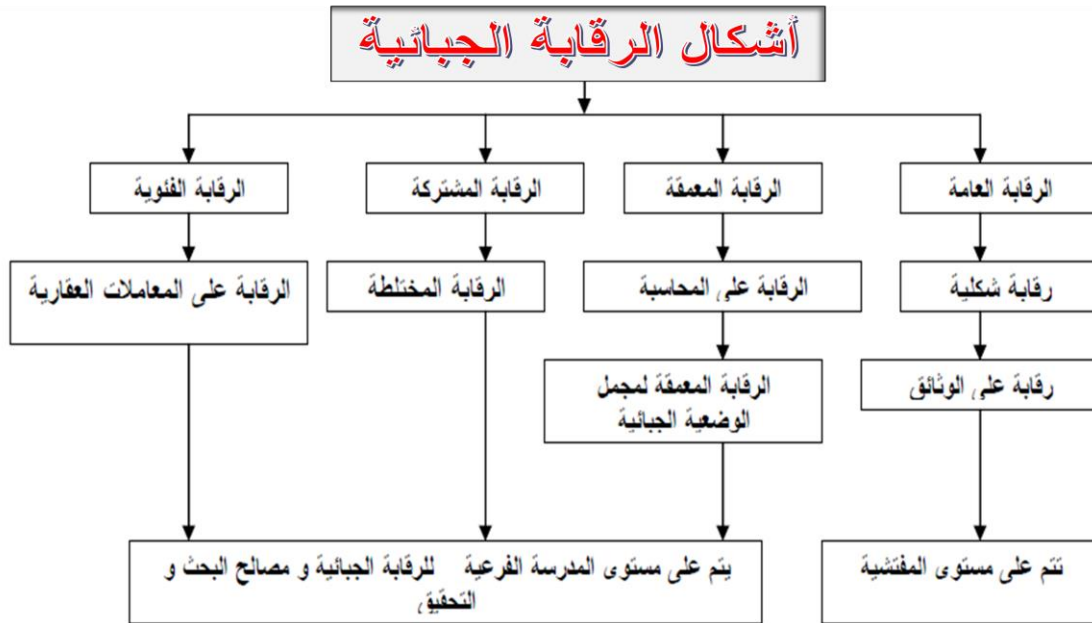 أشكال الرقابة الجبائية
الرقابة العامة
الرقابة المعمقة
الرقابة المشتركة
الرقابة الفئوية
رقابة شكلية
الرقابة على المحاسبة
الرقابة المختلطة
الرقابة على المعاملات العقارية
رقابة على الوثائق
الرقابة المعمقة لمجمل
الوضعية الجبائية
تتم على مستوى المفتشية
يتم على مستوى المدرسة الفرعية للرقابة الجبائية و مصالح البحث و
التحقيق